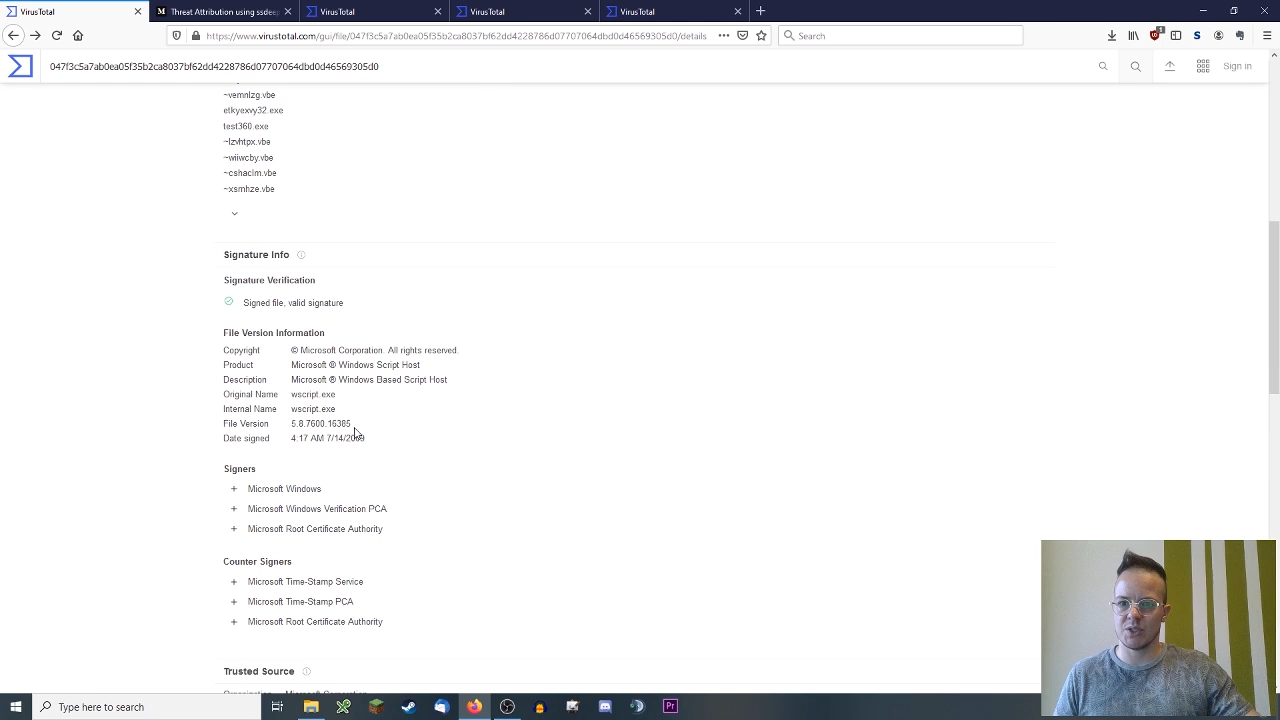 VirusTotal
Threat Attribution using ssdeep
VirusTotal
VirusTotal
VirusTotal
https://www.virustotal.com/gui/file/047f3c5a7ab0ea05f35b2ca8037bf62dd4228786d07707064dbd0d46569305d0/details
Search
047f3c5a7ab0ea05f35b2ca8037bf62dd4228786d07707064dbd0d46569305d0
Sign in
~vemnlzg.vbe
etkyexvy32.exe
test360.exe
~lzvhtpx.vbe
~wiiwcby.vbe
~cshaclm.vbe
~xsmhze.vbe
Signature Info
Signature Verification
Signed file, valid signature
File Version Information
Copyright © Microsoft Corporation. All rights reserved.
Product Microsoft ® Windows Script Host
Description Microsoft ® Windows Based Script Host
Original Name wscript.exe
Internal Name wscript.exe
File Version 5.8.7600.16385
Date signed 4:17 AM 7/14/2009
Signers
+ Microsoft Windows
+ Microsoft Windows Verification PCA
+ Microsoft Root Certificate Authority
Counter Signers
+ Microsoft Time-Stamp Service
+ Microsoft Time-Stamp PCA
+ Microsoft Root Certificate Authority
Trusted Source
Organization Microsoft Corporation
Type here to search
Pr